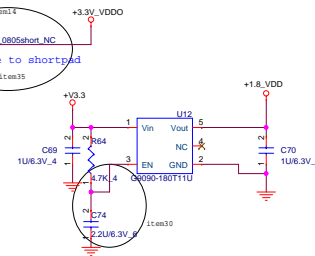 em14
+3.3V_VDDO
_0805short_NC
e to shortpad
item35
+1.8_VDD
+V3.3
U12
2
R64
1
Vin
Vout
5
2
C69
1U/6.3V_4
1
NC
4
3
EN
GND
2
C70
1U/6.3V_
1
4.7K_4
G9090-180T11U
2
C74
2.2U/6.3V_6
1
item30